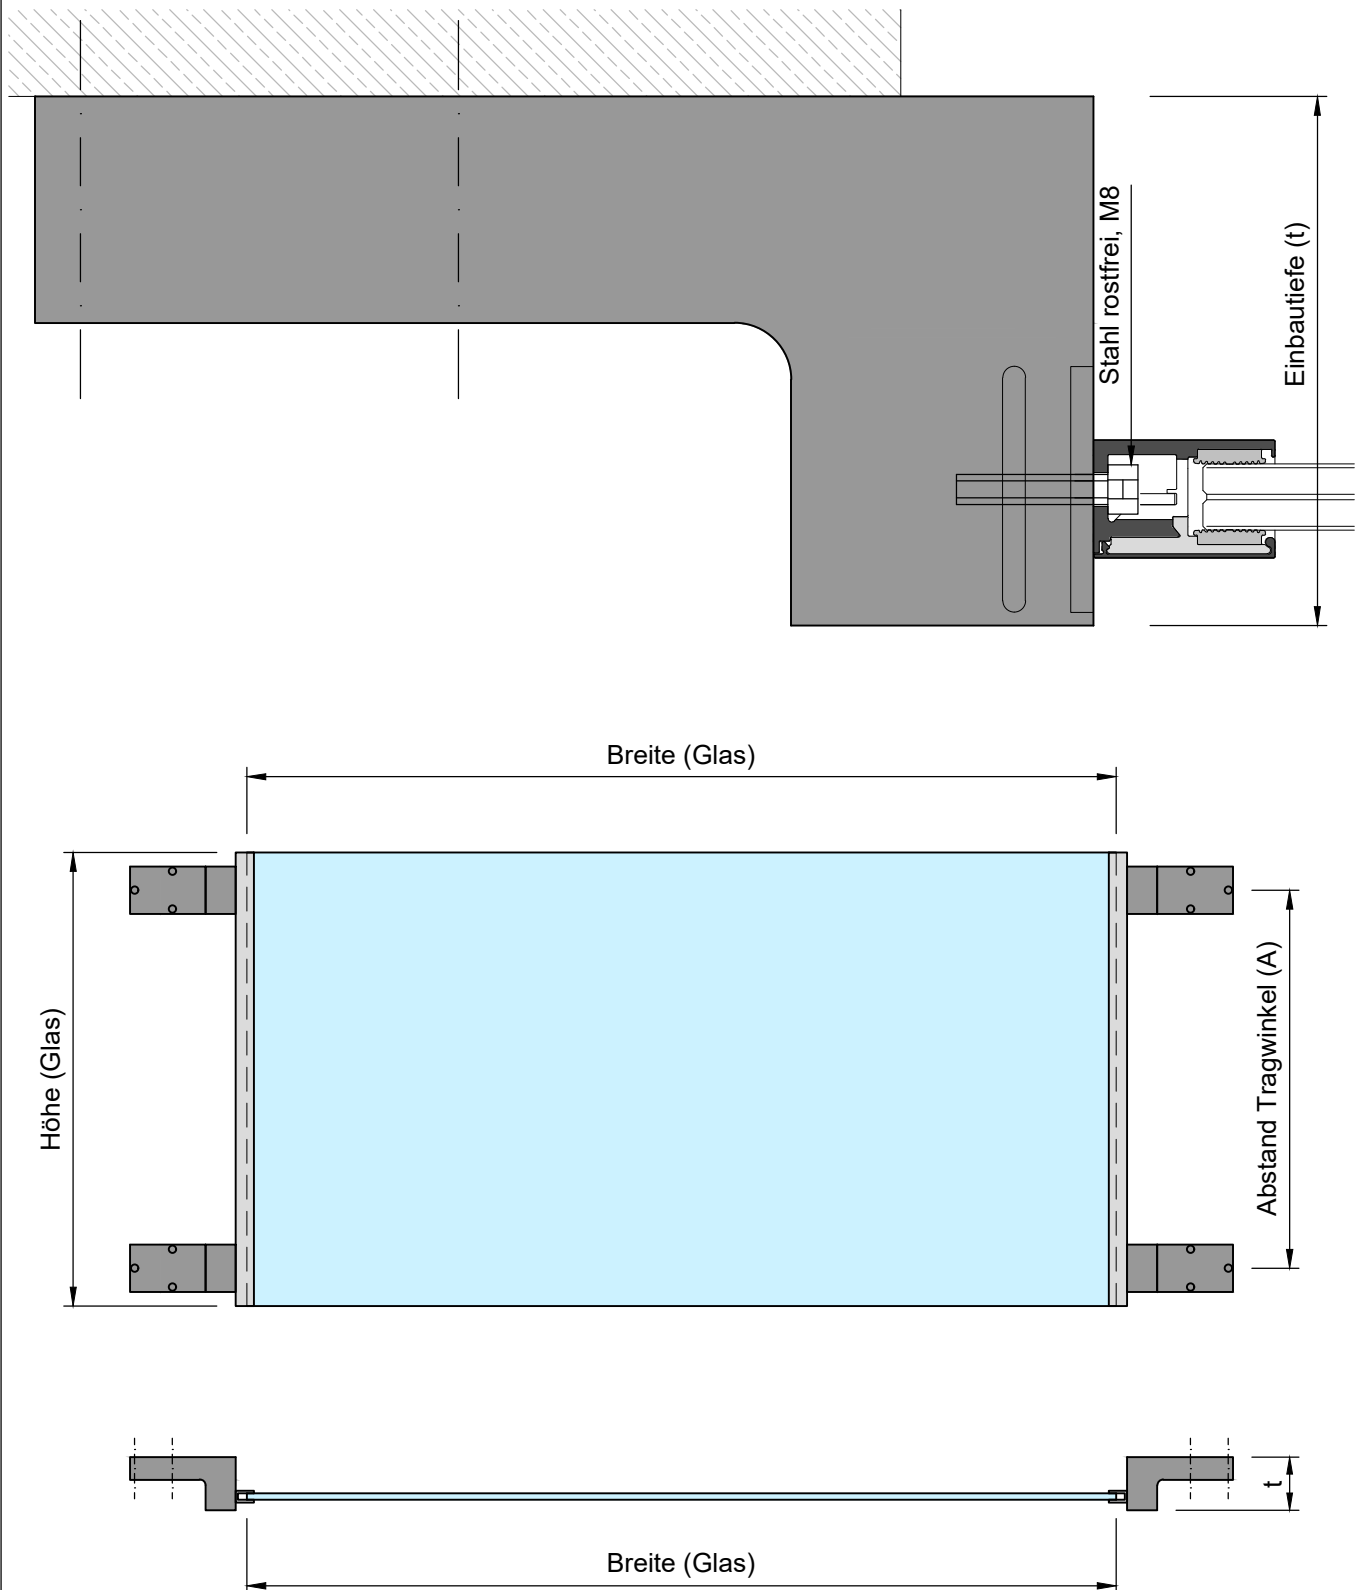 Stahl rostfrei, M8
Einbautiefe (t)
Breite (Glas)
Höhe (Glas)
Abstand Tragwinkel (A)
t
Breite (Glas)